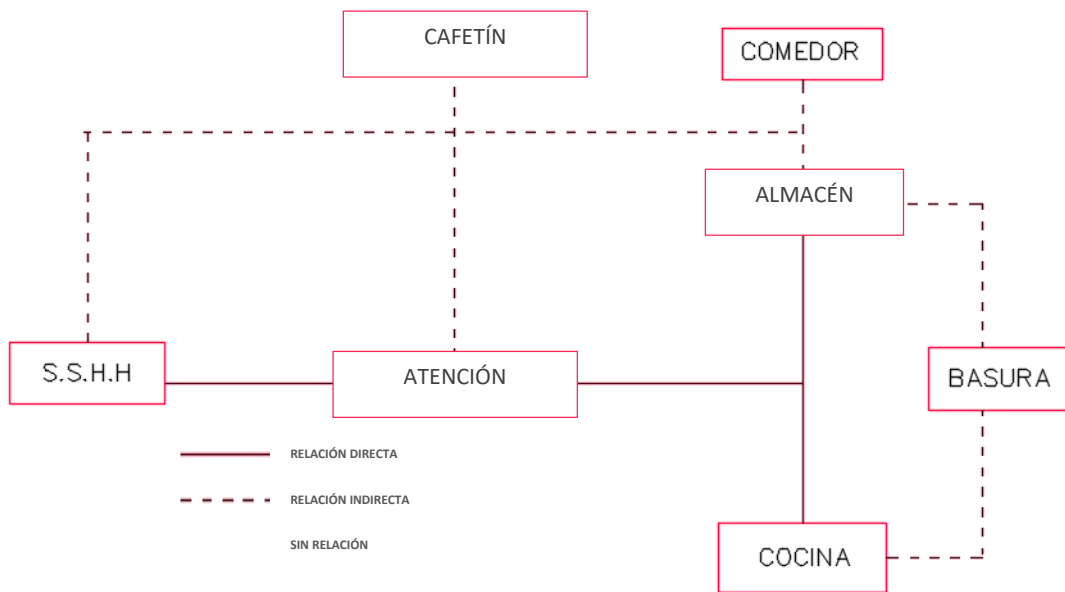 CAFETÍN
COMEDOR
ALMACÉN
S.S.H.H
ATENCIÓN
BASURA
RELACIÓN DIRECTA
RELACIÓN INDIRECTA
SIN RELACIÓN
COCINA